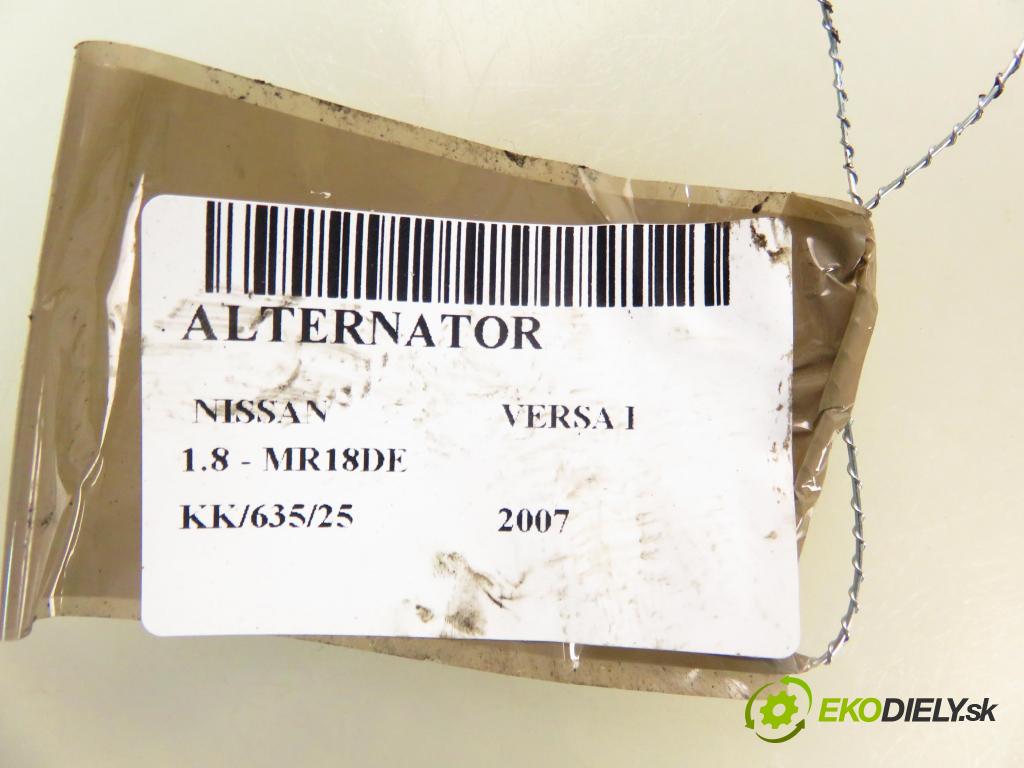 ALTERNATOR
NISSAN VERSA I
1.8 - MR18DE
KK/635/25 2007
EKODIELY.sk